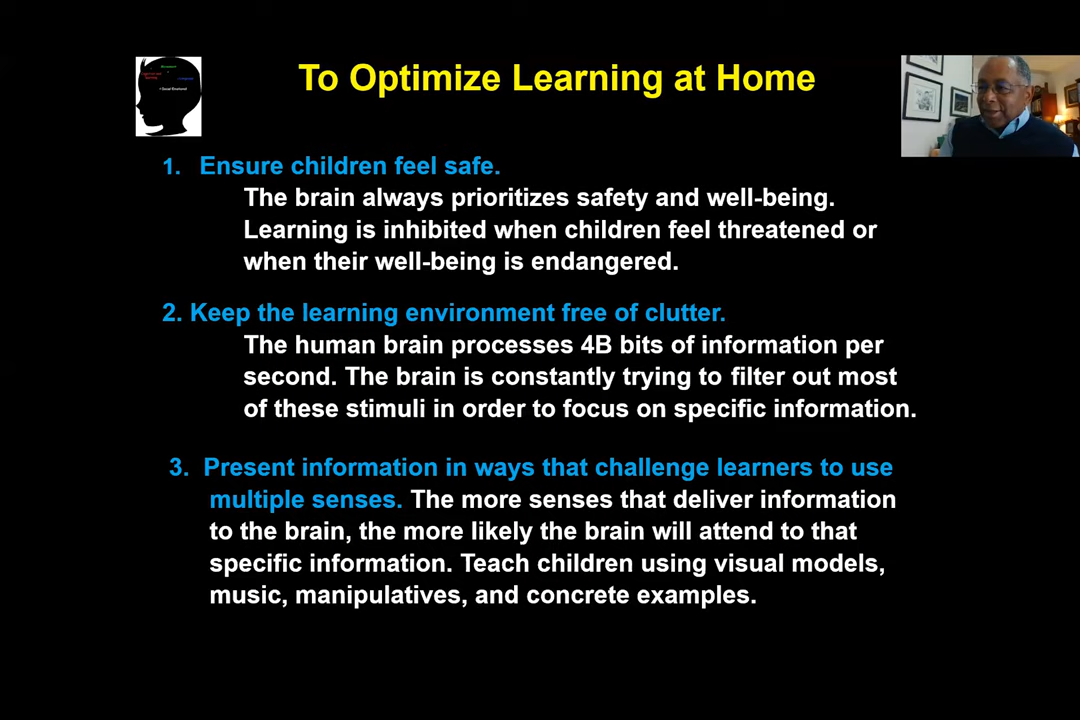 To Optimize Learning at Home
1. Ensure children feel safe.
The brain always prioritizes safety and well-being.
Learning is inhibited when children feel threatened or
when their well-being is endangered.
2. Keep the learning environment free of clutter.
The human brain processes 4B bits of information per
second. The brain is constantly trying to filter out most
of these stimuli in order to focus on specific information.
3. Present information in ways that challenge learners to use
multiple senses. The more senses that deliver information
to the brain, the more likely the brain will attend to that
specific information. Teach children using visual models,
music, manipulatives, and concrete examples.